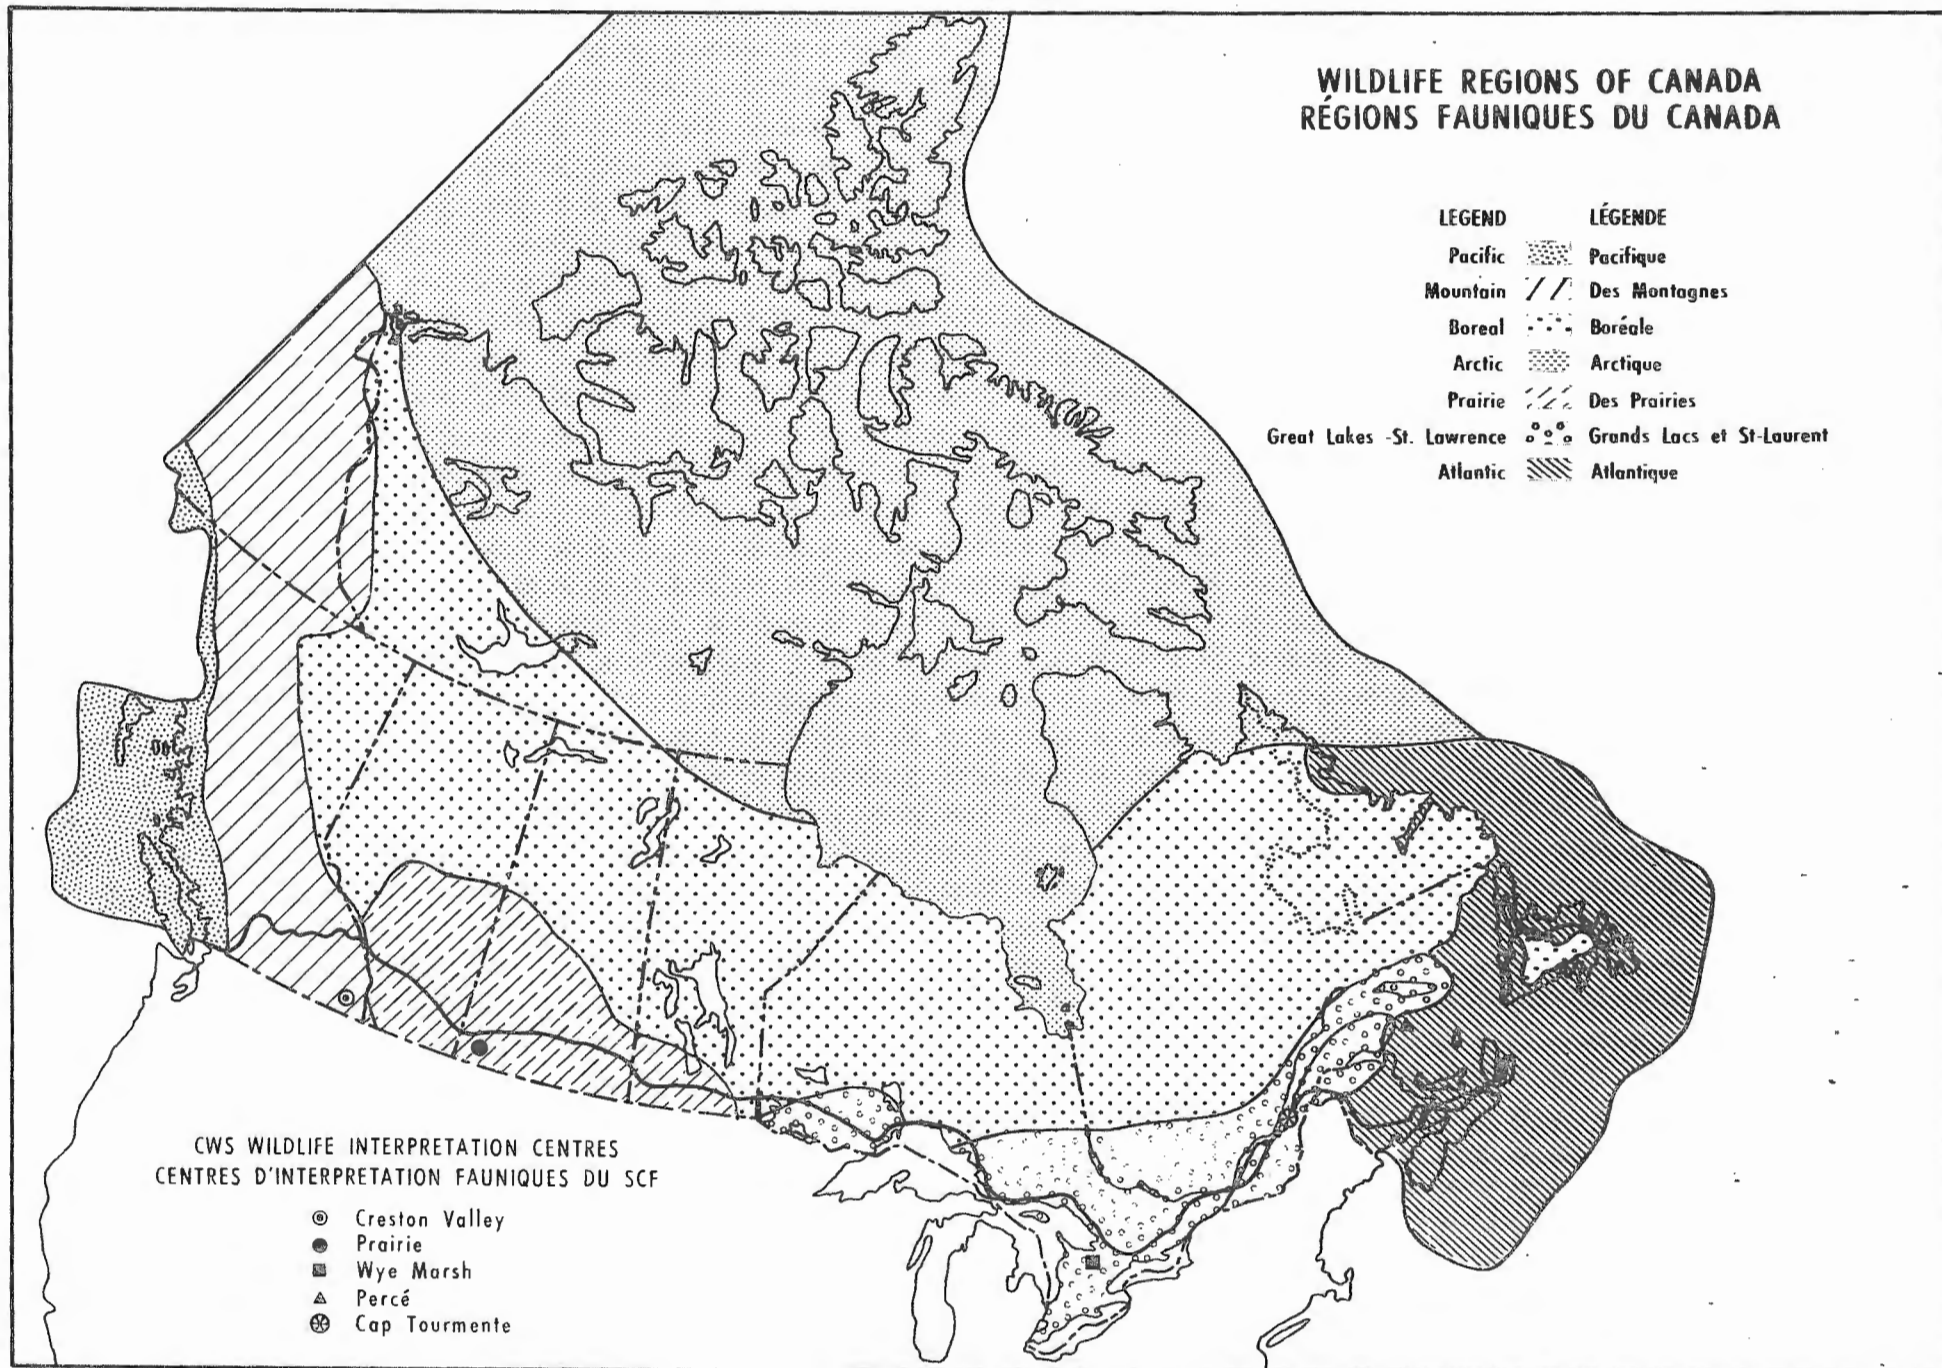 WILDLIFE REGIONS OF CANADA
RÉGIONS FAUNIQUES DU CANADA
LEGEND LÉGENDE
Pacific Pacifique
Mountain Des Montagnes
Boreal Boréale
Arctic Arctique
Prairie Des Prairies
Great Lakes -St. Lawrence Grands Lacs et St-Laurent
Atlantic Atlantique
CWS WILDLIFE INTERPRETATION CENTRES
CENTRES D'INTERPRETATION FAUNIQUES DU SCF
Creston Valley
Prairie
Wye Marsh
Percé
Cap Tourmente